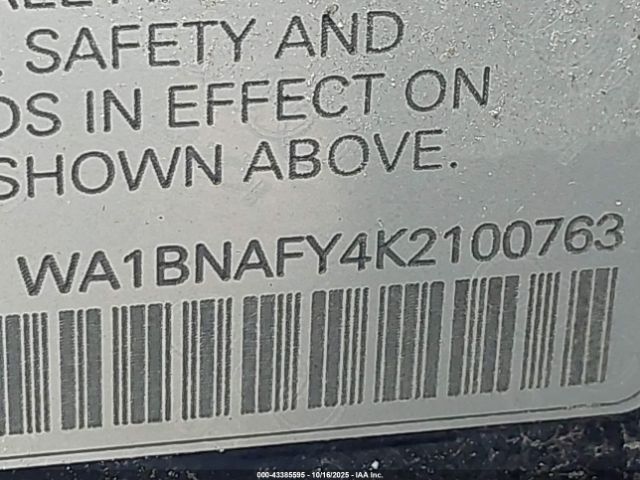 SAFETY AND
DS IN EFFECT ON
SHOWN ABOVE.
WA1BNAFY4K2100763
000-43385595 - 10/16/2025 - IAA Inc.